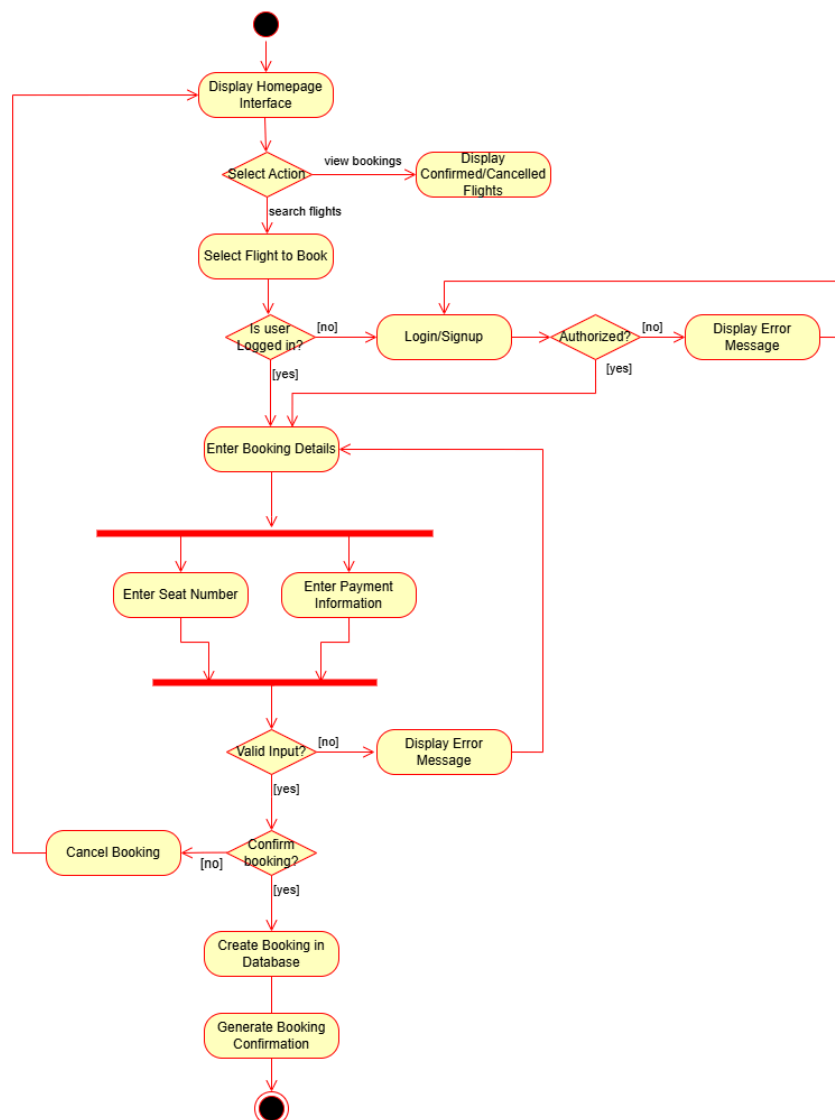 Display Homepage
Interface
Select Action
view bookings
Display
Confirmed/Cancelled
Flights
search flights
Select Flight to Book
Is user
Logged in?
[no]
Login/Signup
Authorized?
[no]
Display Error
Message
[yes]
[yes]
Enter Booking Details
Enter Seat Number
Enter Payment
Information
Valid Input?
[no]
Display Error
Message
[yes]
Cancel Booking
[no]
Confirm
booking?
[yes]
Create Booking in
Database
Generate Booking
Confirmation